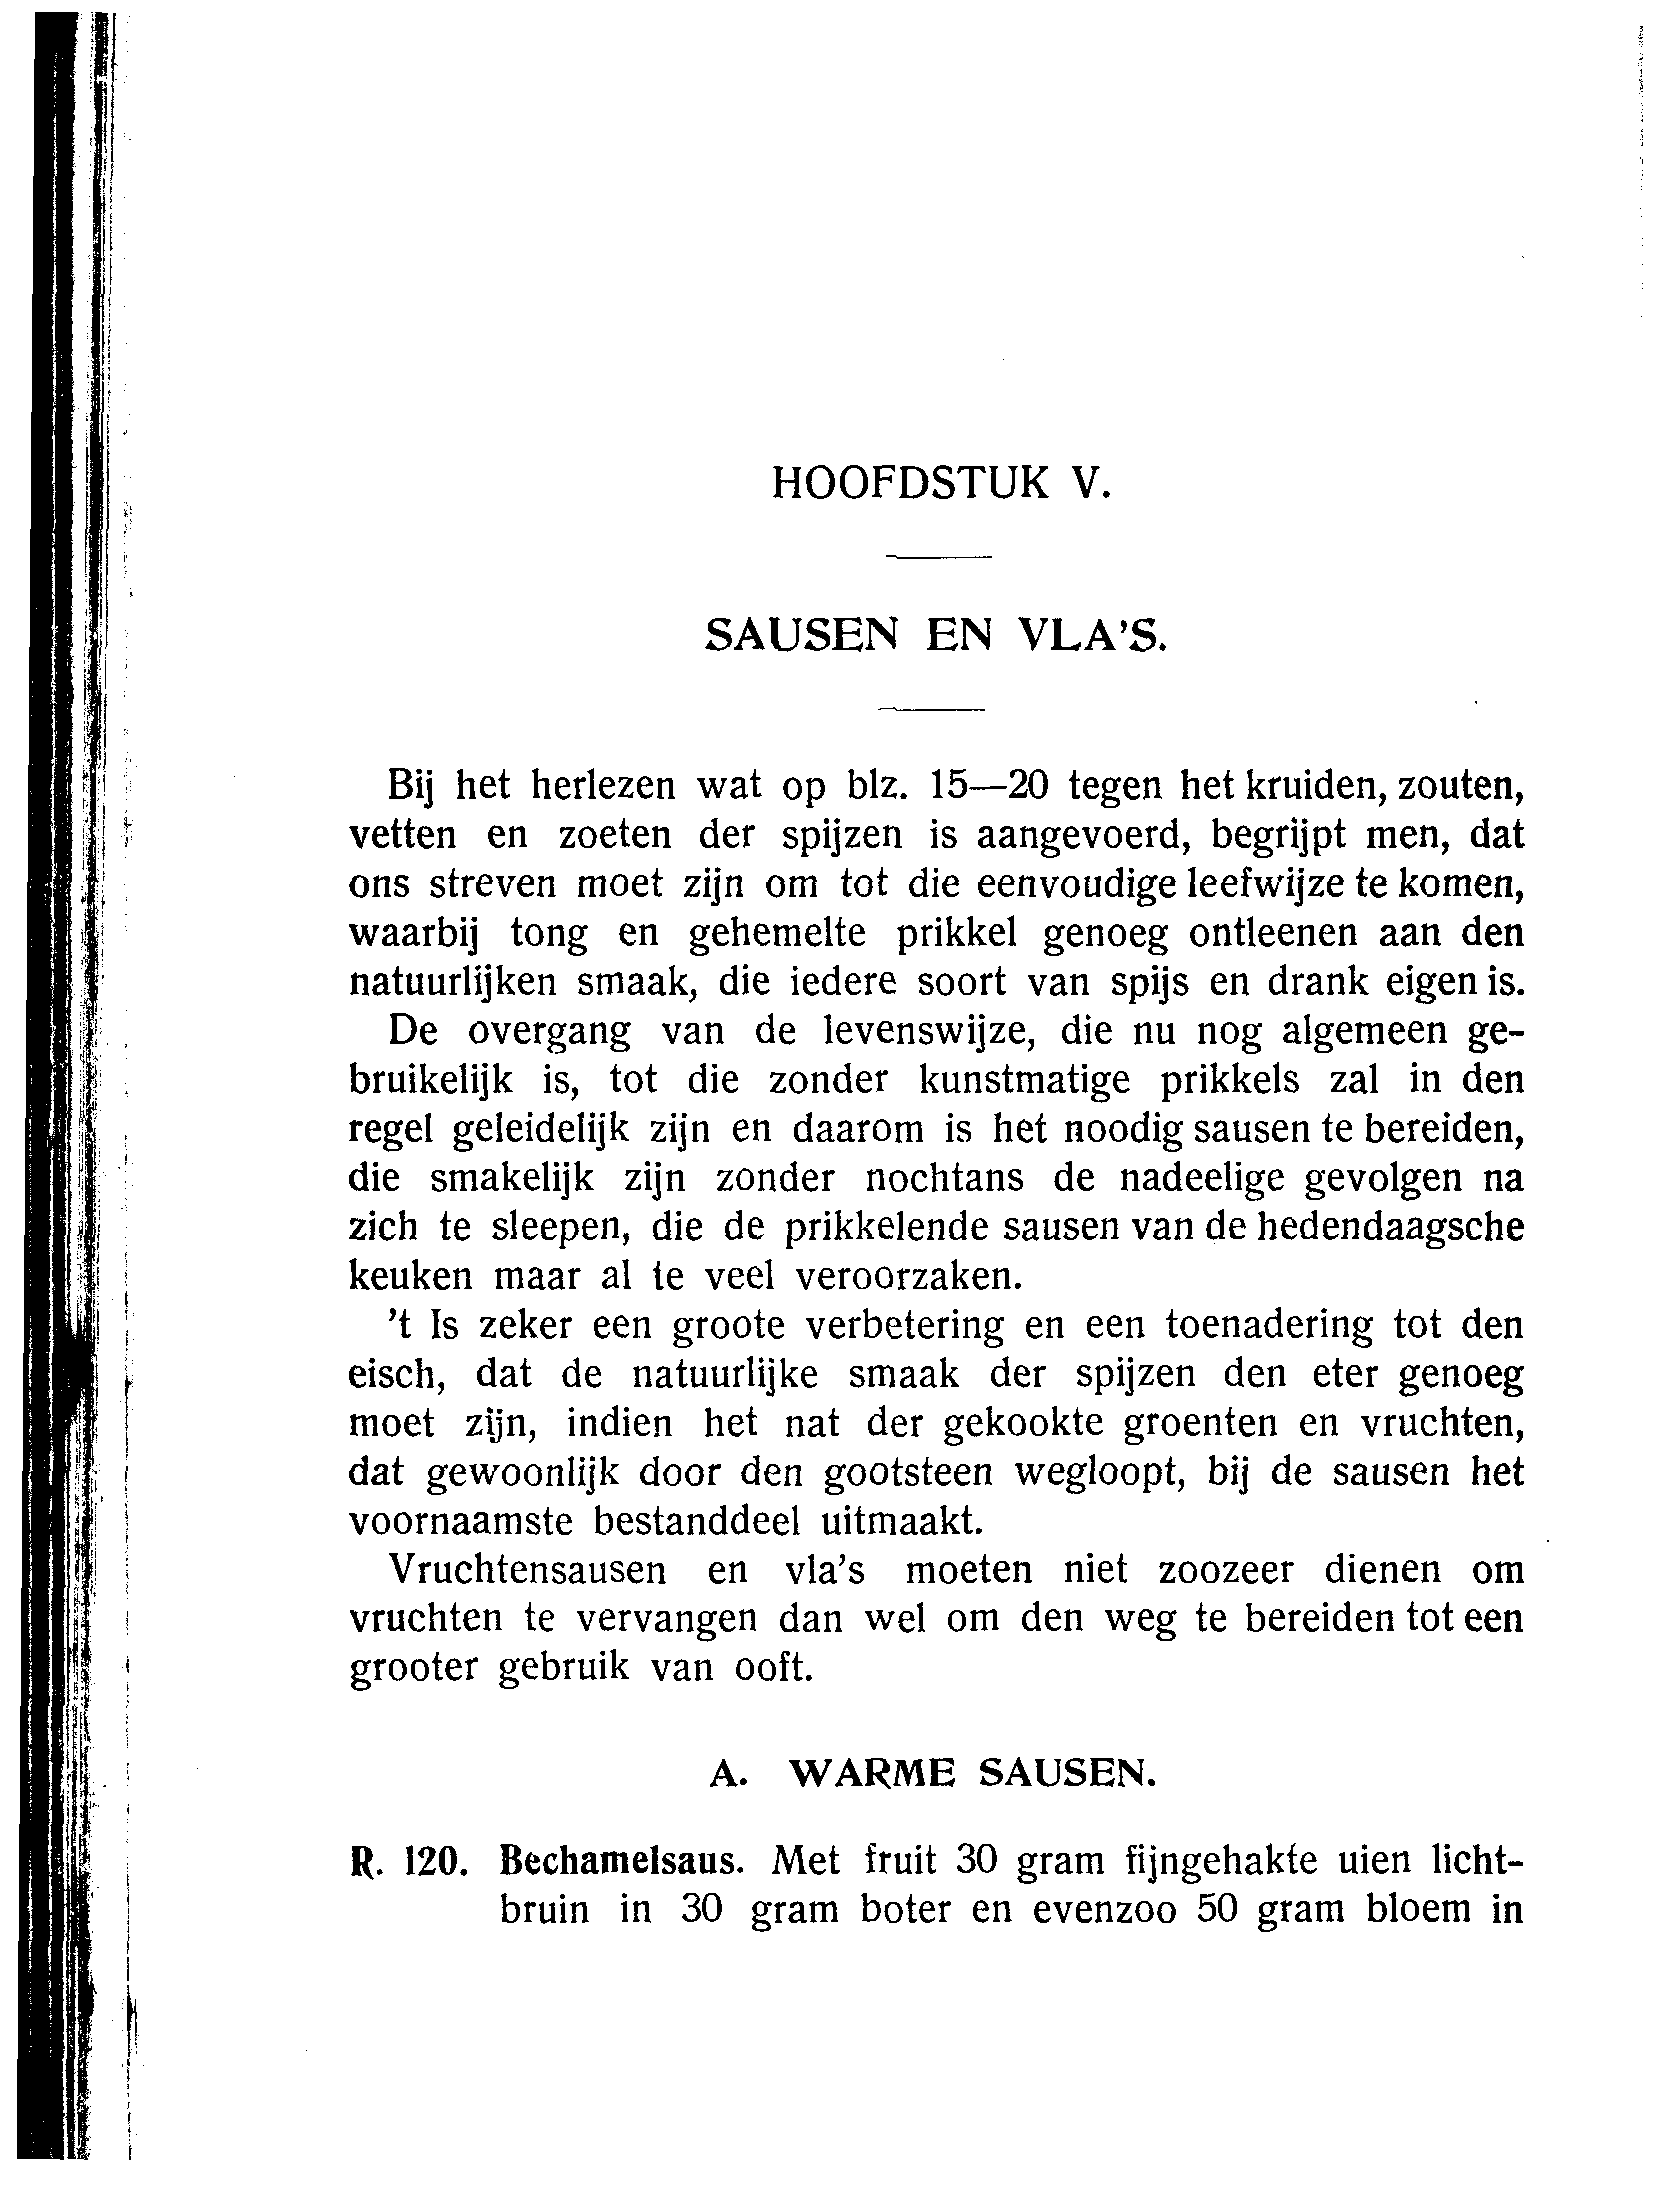 HOOFDSTUK V.
SAUSEN EN VLA'S.
Bij het herlezen wat op blz. 15—20 tegen het kruiden, zouten,
vetten en zoeten der spijzen is aangevoerd, begrijpt men, dat
ons streven moet zijn om tot die eenvoudige leefwijze te komen,
waarbij tong en gehemelte prikkel genoeg ontleenen aan den
natuurlijken smaak, die iedere soort van spijs en drank eigen is.
De overgang van de levenswijze, die nu nog algemeen ge-
bruikelijk is, tot die zonder kunstmatige prikkels zal in den
regel geleidelijk zijn en daarom is het noodig sausen te bereiden,
die smakelijk zijn zonder nochtans de nadeelige gevolgen na
zich te sleepen, die de prikkelende sausen van de hedendaagsche
keuken maar al te veel veroorzaken.
't Is zeker een groote verbetering en een toenadering tot den
eisch, dat de natuurlijke smaak der spijzen den eter genoeg
moet zijn, indien het nat der gekookte groenten en vruchten,
dat gewoonlijk door den gootsteen wegloopt, bij de sausen het
voornaamste bestanddeel uitmaakt.
Vruchtensausen en vla's moeten niet zoozeer dienen om
vruchten te vervangen dan wel om den weg te bereiden tot een
grooter gebruik van ooft.
A. WARME SAUSEN.
R. 120. Bechamelsaus. Met fruit 30 gram fijngehakte uien licht-
bruin in 30 gram boter en evenzoo 50 gram bloem in